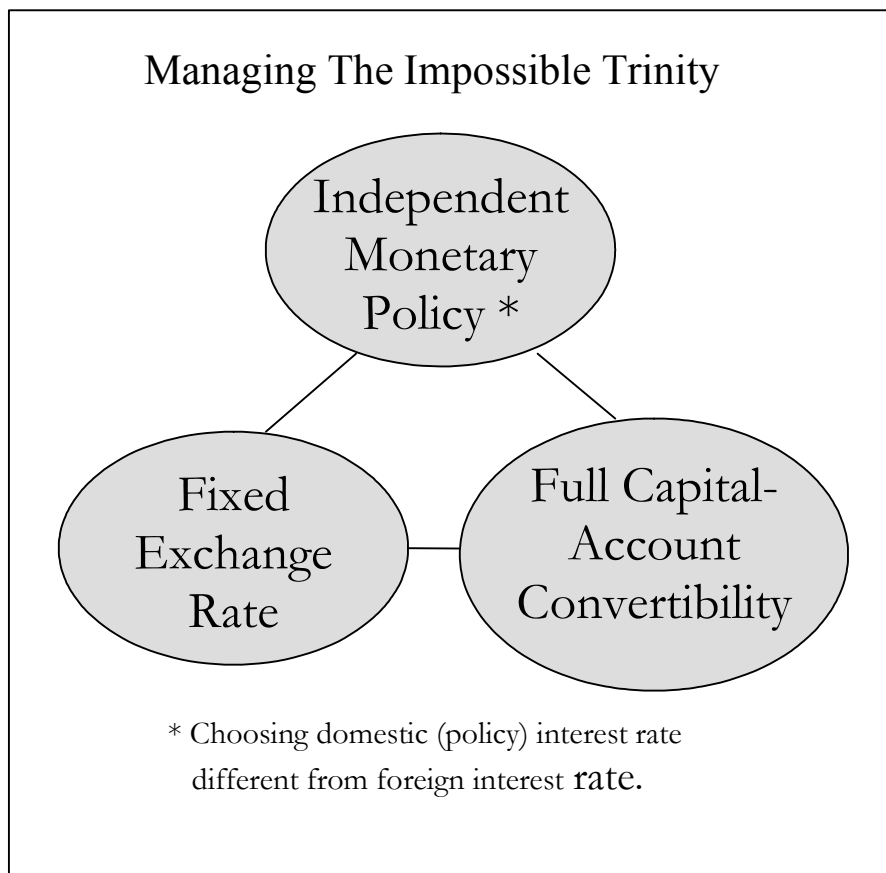 Managing The Impossible Trinity
Independent
Monetary
Policy *
Fixed
Exchange
Rate
Full Capital-
Account
Convertibility
* Choosing domestic (policy) interest rate
different from foreign interest rate.